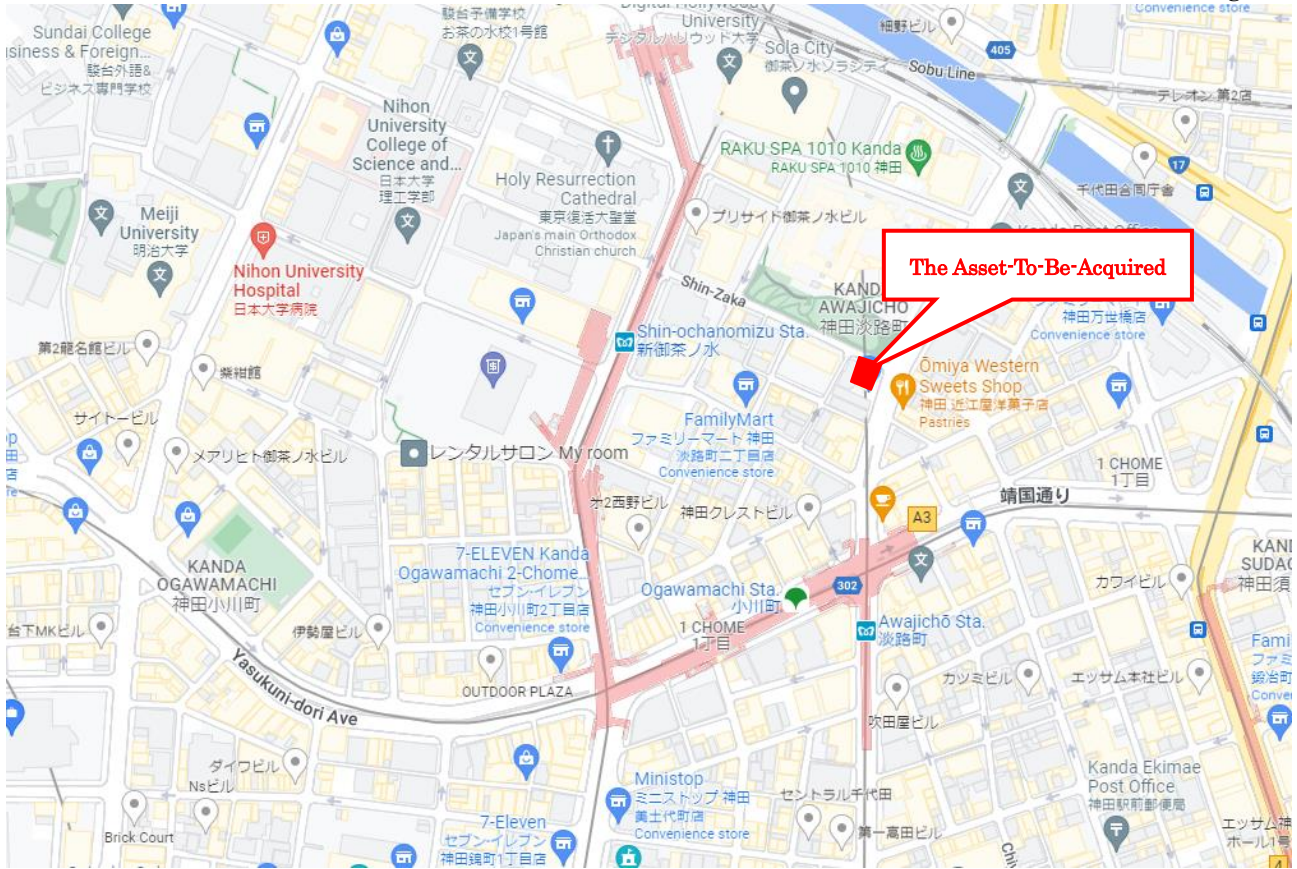 Convenience store
Sundai College
usiness & Foreign...
駿台外語&
ビジネス専門学校
駿台予備学校
お茶の水校1号館
University
デジタルハリウッド大学
Sola City
御茶ノ水ソラシティ
細野ビル
405
Sobu Line
テレオン 第2店
17
千代田合同庁舎
Nihon
University
College of
Science and...
日本大学
理工学部
Holy Resurrection
Cathedral
東京復活大聖堂
Japan's main Orthodox
Christian church
RAKU SPA 1010 Kanda
RAKU SPA 1010 神田
プリサイド御茶ノ水ビル
Meiji
University
明治大学
Nihon University
Hospital
日本大学病院
The Asset-To-Be-Acquired
Shin-Zaka
AWAJICHO
神田淡路町
神田万世橋店
Convenience store
Shin-ochanomizu Sta.
新御茶ノ水
第2龍名館ビル
紫紺館
Ōmiya Western
Sweets Shop
神田 近江屋洋菓子店
Pastries
サイトービル
メアリヒト御茶ノ水ビル
レンタルサロン My room
FamilyMart
ファミリーマート 神田
淡路町二丁目店
Convenience store
1 CHOME
1丁目
靖国通り
オ2西野ビル
神田クレストビル
A3
7-ELEVEN Kanda
Ogawamachi 2-Chome...
セブン-イレブン
神田小川町2丁目店
Convenience store
KANDA
OGAWAMACHI
神田小川町
Ogawamachi Sta.
小川町
302
カワイビル
KAND
SUDAC
神田須
台下MKビル
伊勢屋ビル
1 CHOME
1丁目
Awajichō Sta.
淡路町
Yasukuni-dori Ave
OUTDOOR PLAZA
カツミビル
エッサム本社ビル
Fami
ファミ
鍛冶町
Conver
吹田屋ビル
ダイワビル
Nsビル
Brick Court
Ministop
ミニストップ 神田
美土代町店
Convenience store
セントラル千代田
第一高田ビル
Kanda Ekimae
Post Office
神田駅前郵便局
7-Eleven
セブン-イレブン
神田錦町1丁目店
エッサム神
ホール1号
4